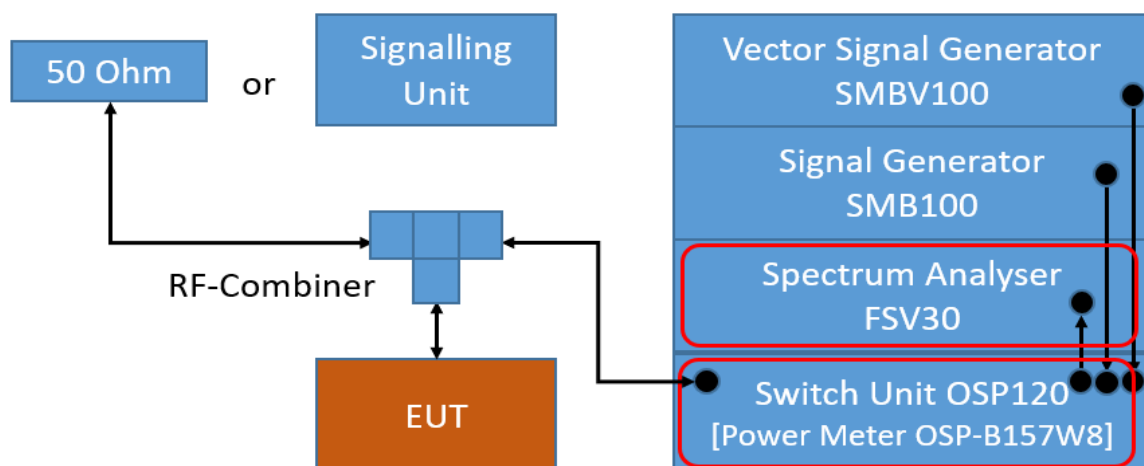 50 Ohm
or
Signalling
Unit
RF-Combiner
EUT
Vector Signal Generator
SMBV100
Signal Generator
SMB100
Spectrum Analyser
FSV30
Switch Unit OSP120
[Power Meter OSP-B157W8]